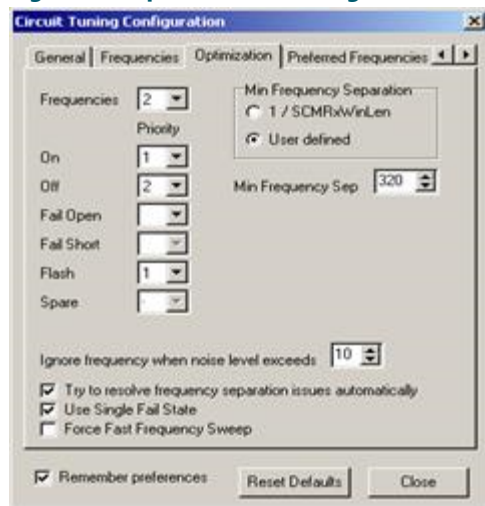 Circuit Tuning Configuration
General Frequencies Optimization Preferred Frequencies
Frequencies 2
Min Frequency Separation
1 / SCMRxWinLen
User defined
Priority
On 1
Off 2
Min Frequency Sep 320
Fail Open
Fail Short
Flash 1
Spare
Ignore frequency when noise level exceeds 10
Try to resolve frequency separation issues automatically
Use Single Fail State
Force Fast Frequency Sweep
Remember preferences
Reset Defaults
Close